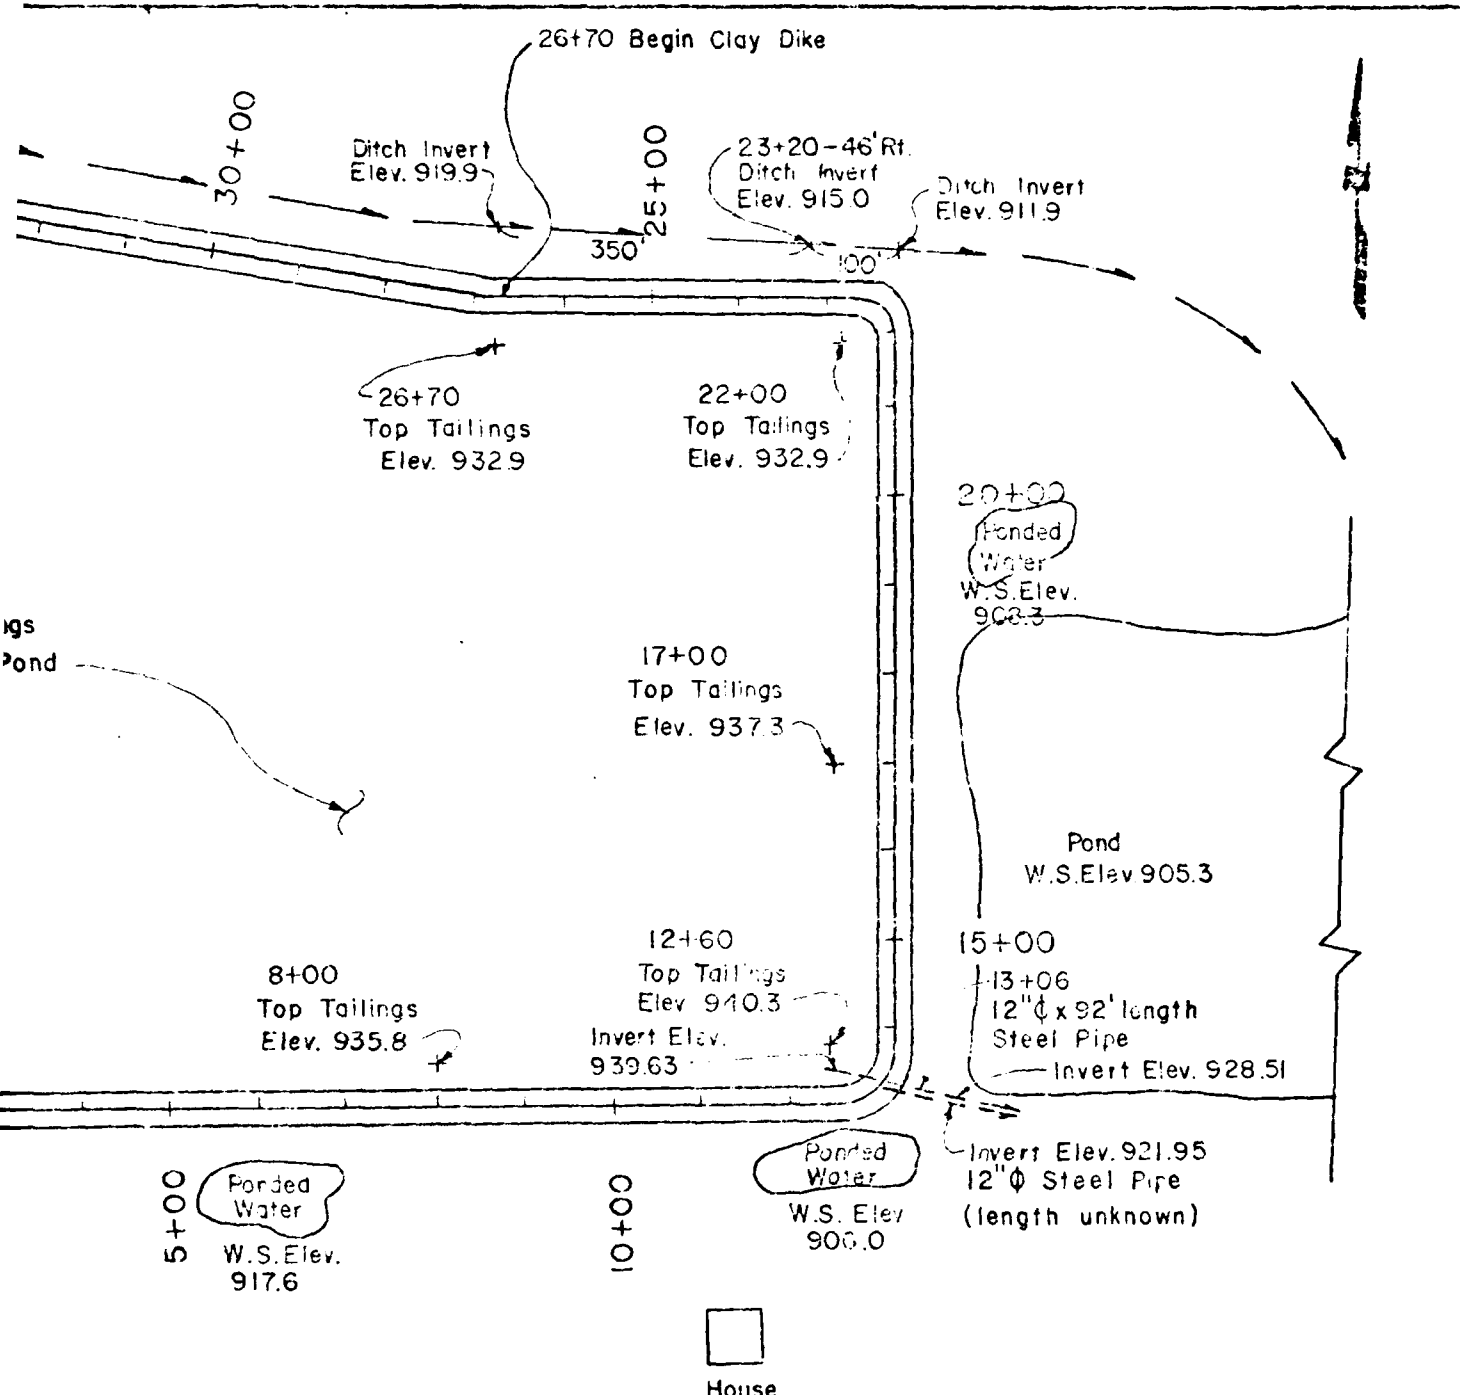 26+70 Begin Clay Dike
30+00
Ditch Invert
Elev. 919.9
25+00
23+20-46' Rt.
Ditch Invert
Elev. 915.0
Ditch Invert
Elev. 911.9
350'
100'
26+70
Top Tailings
Elev. 932.9
22+00
Top Tailings
Elev. 932.9
20+00
Ponded
Water
W.S.Elev.
Pond
17+00
Top Tailings
Elev. 937.3
Pond
W.S.Elev 905.3
12+60
Top Tailings
Elev 940.3
Invert Elev.
939.63
15+00
13+06
12"¢ x 92' length
Steel Pipe
Invert Elev. 928.51
8+00
Top Tailings
Elev. 935.8
Invert Elev. 921.95
12"Φ Steel Pipe
(length unknown)
5+00
Ponded
Water
W.S.Elev.
917.6
10+00
Ponded
Water
W.S. Elev
House